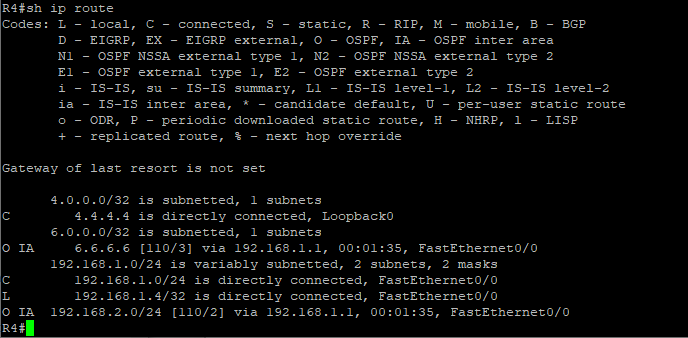 R4#sh ip route
Codes: L - local, C - connected, S - static, R - RIP, M - mobile, B - BGP
       D - EIGRP, EX - EIGRP external, O - OSPF, IA - OSPF inter area
       N1 - OSPF NSSA external type 1, N2 - OSPF NSSA external type 2
       E1 - OSPF external type 1, E2 - OSPF external type 2
       i - IS-IS, su - IS-IS summary, L1 - IS-IS level-1, L2 - IS-IS level-2
       ia - IS-IS inter area, * - candidate default, U - per-user static route
       o - ODR, P - periodic downloaded static route, H - NHRP, l - LISP
       + - replicated route, % - next hop override
Gateway of last resort is not set
      4.0.0.0/32 is subnetted, 1 subnets
C        4.4.4.4 is directly connected, Loopback0
      6.0.0.0/32 is subnetted, 1 subnets
O IA     6.6.6.6 [110/3] via 192.168.1.1, 00:01:35, FastEthernet0/0
      192.168.1.0/24 is variably subnetted, 2 subnets, 2 masks
C        192.168.1.0/24 is directly connected, FastEthernet0/0
L        192.168.1.4/32 is directly connected, FastEthernet0/0
O IA  192.168.2.0/24 [110/2] via 192.168.1.1, 00:01:35, FastEthernet0/0
R4#